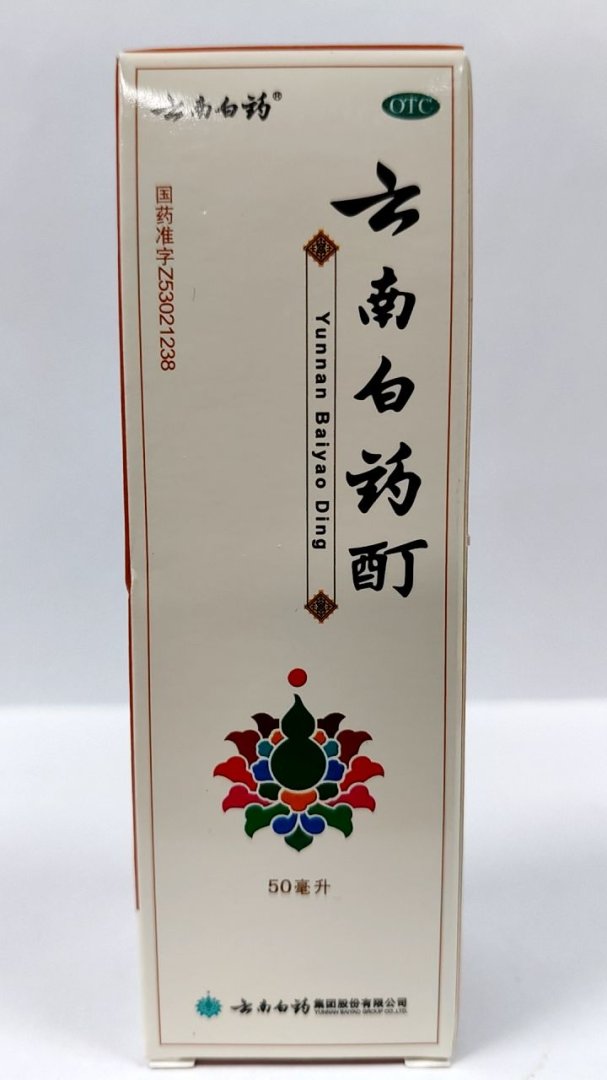 云南白药®
OTC
国药准字Z53021238
云南白药酊
Yunnan Baiyao Ding
50毫升
云南白药集团股份有限公司
YUNNAN BAIYAO GROUP CO.,LTD.